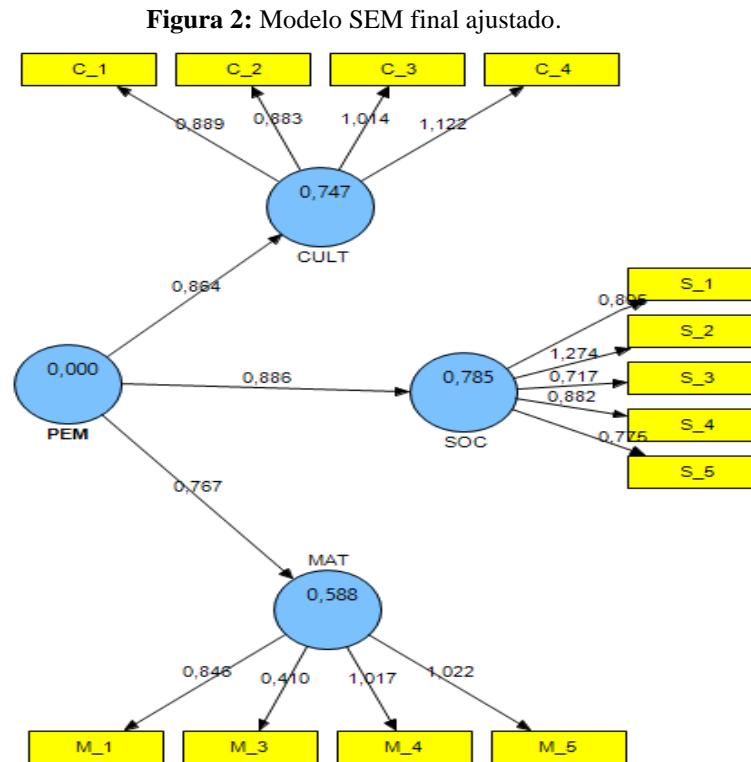 Figura 2: Modelo SEM final ajustado.
C_1 C_2 C_3 C_4
0,889 0,883 1,014 1,122
0,747
CULT
0,864
S_1
0,805
S_2
1,274
0,000
0,886
0,785
0,717
S_3
0,882
PEM
SOC
S_4
0,775
S_5
0,767
MAT
0,588
0,846 0,410 1,017 1,022
M_1 M_3 M_4 M_5